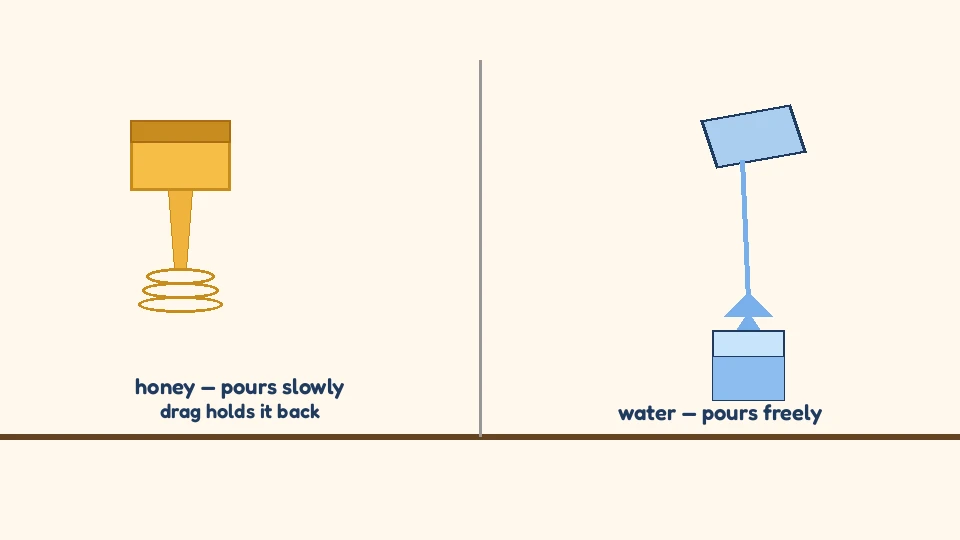 honey — pours slowly
drag holds it back
water — pours freely